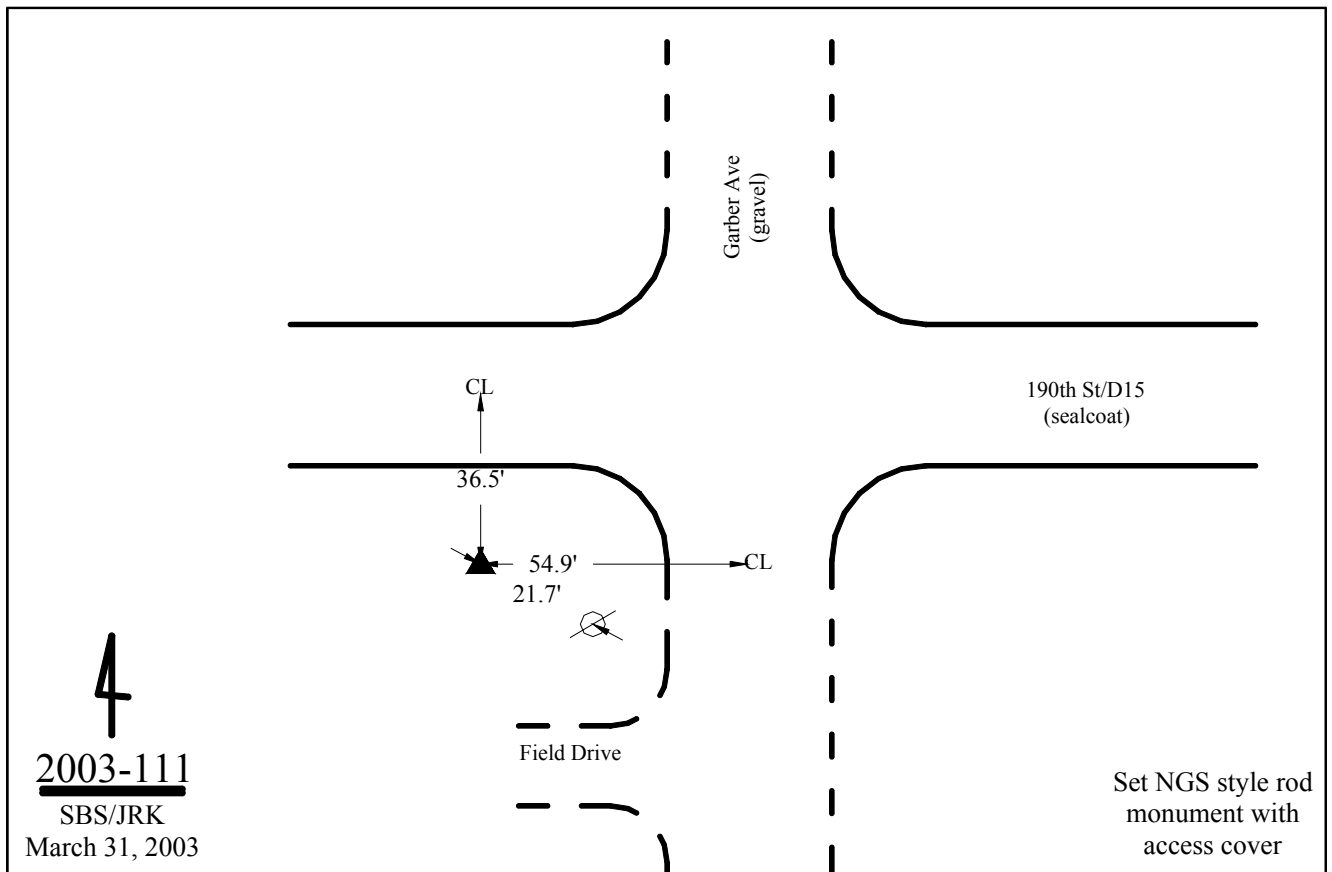 Garber Ave
(gravel)
CL
190th St/D15
(sealcoat)
36.5'
54.9'
CL
21.7'
Field Drive
2003-111
SBS/JRK
March 31, 2003
Set NGS style rod
monument with
access cover